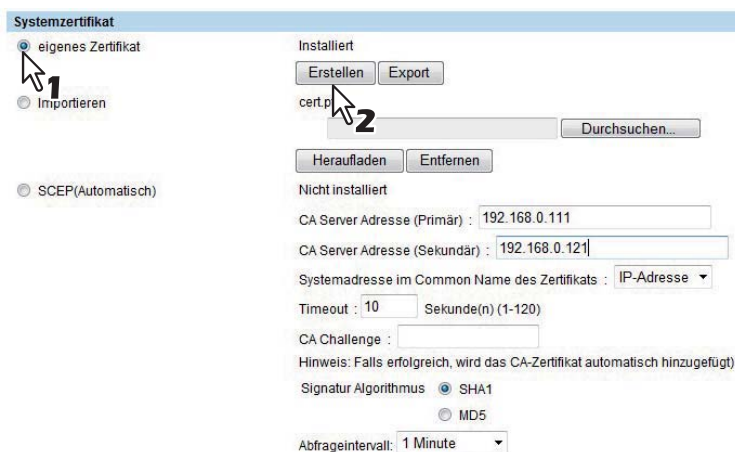 Systemzertifikat
eigenes Zertifikat Installiert
Erstellen Export
1
Importieren cert.p
2
Durchsuchen...
Heraufladen Entfernen
SCEP(Automatisch) Nicht installiert
CA Server Adresse (Primär) : 192.168.0.111
CA Server Adresse (Sekundär) : 192.168.0.121
Systemadresse im Common Name des Zertifikats : IP-Adresse
Timeout : 10 Sekunde(n) (1-120)
CA Challenge :
Hinweis: Falls erfolgreich, wird das CA-Zertifikat automatisch hinzugefügt)
Signatur Algorithmus SHA1
MD5
Abfrageintervall: 1 Minute